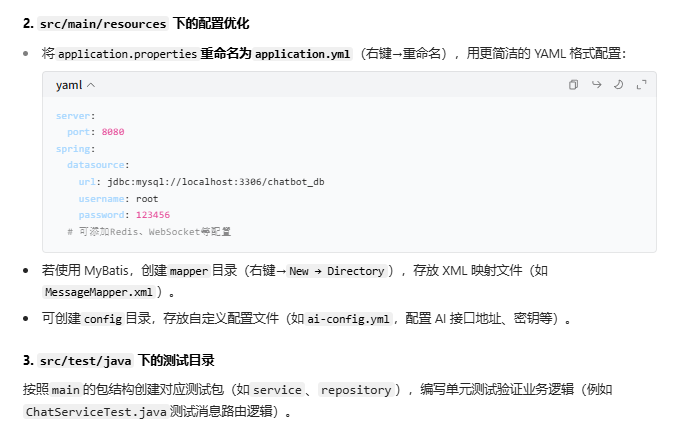 2. src/main/resources 下的配置优化
将 application.properties 重命名为 application.yml（右键→重命名），用更简洁的 YAML 格式配置：
yaml
server:
  port: 8080
spring:
  datasource:
    url: jdbc:mysql://localhost:3306/chatbot_db
    username: root
    password: 123456
  # 可添加Redis、WebSocket等配置
若使用 MyBatis，创建 mapper 目录（右键→ New → Directory），存放 XML 映射文件（如
MessageMapper.xml）。
可创建 config 目录，存放自定义配置文件（如 ai-config.yml，配置 AI 接口地址、密钥等）。
3. src/test/java 下的测试目录
按照 main 的包结构创建对应测试包（如 service、repository），编写单元测试验证业务逻辑（例如
ChatServiceTest.java 测试消息路由逻辑）。